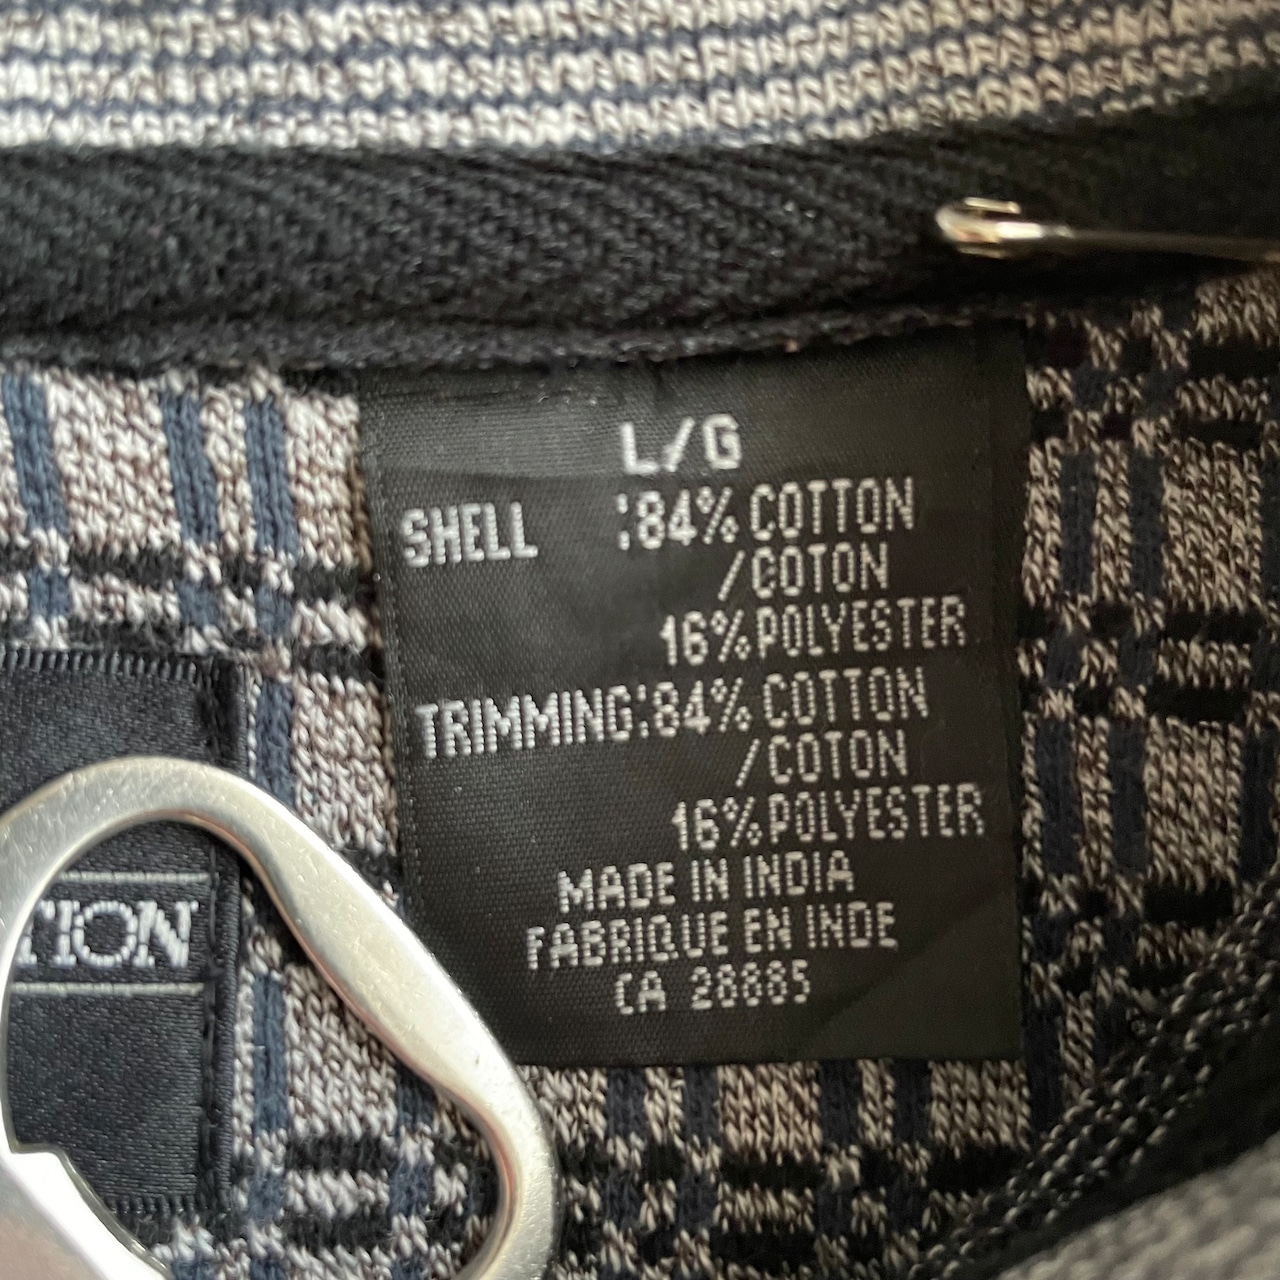 L/G
SHELL :84% COTTON
/COTON
16% POLYESTER
TRIMMING:84% COTTON
/COTON
16% POLYESTER
MADE IN INDIA
FABRIQUE EN INDE
CA 28885